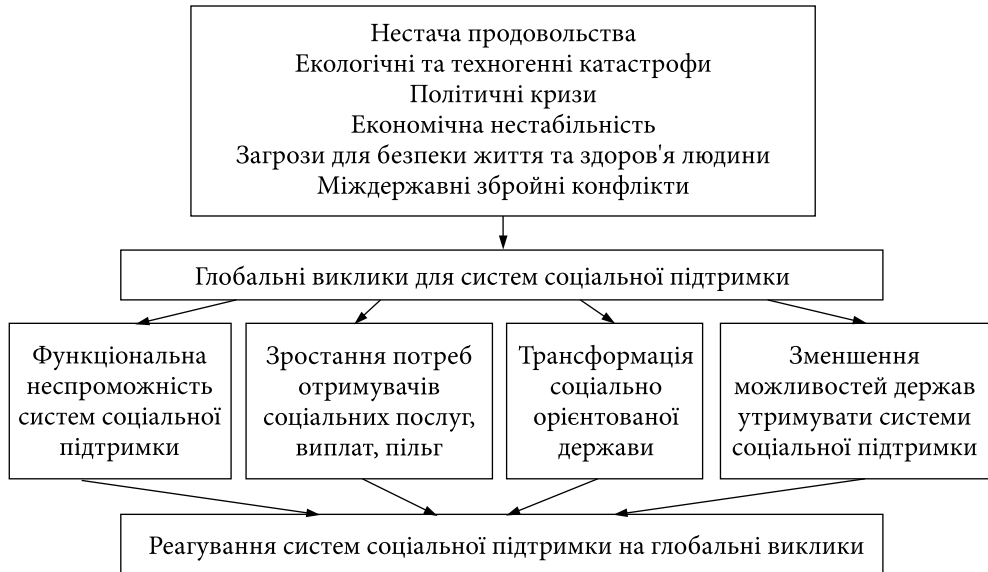 Нестача продовольства
Екологічні та техногенні катастрофи
Політичні кризи
Економічна нестабільність
Загрози для безпеки життя та здоров'я людини
Міждержавні збройні конфлікти
Глобальні виклики для систем соціальної підтримки
Функціональна
неспроможність
систем соціальної
підтримки
Зростання потреб
отримувачів
соціальних послуг,
виплат, пільг
Трансформація
соціально
орієнтованої
держави
Зменшення
можливостей держав
утримувати системи
соціальної підтримки
Реагування систем соціальної підтримки на глобальні виклики